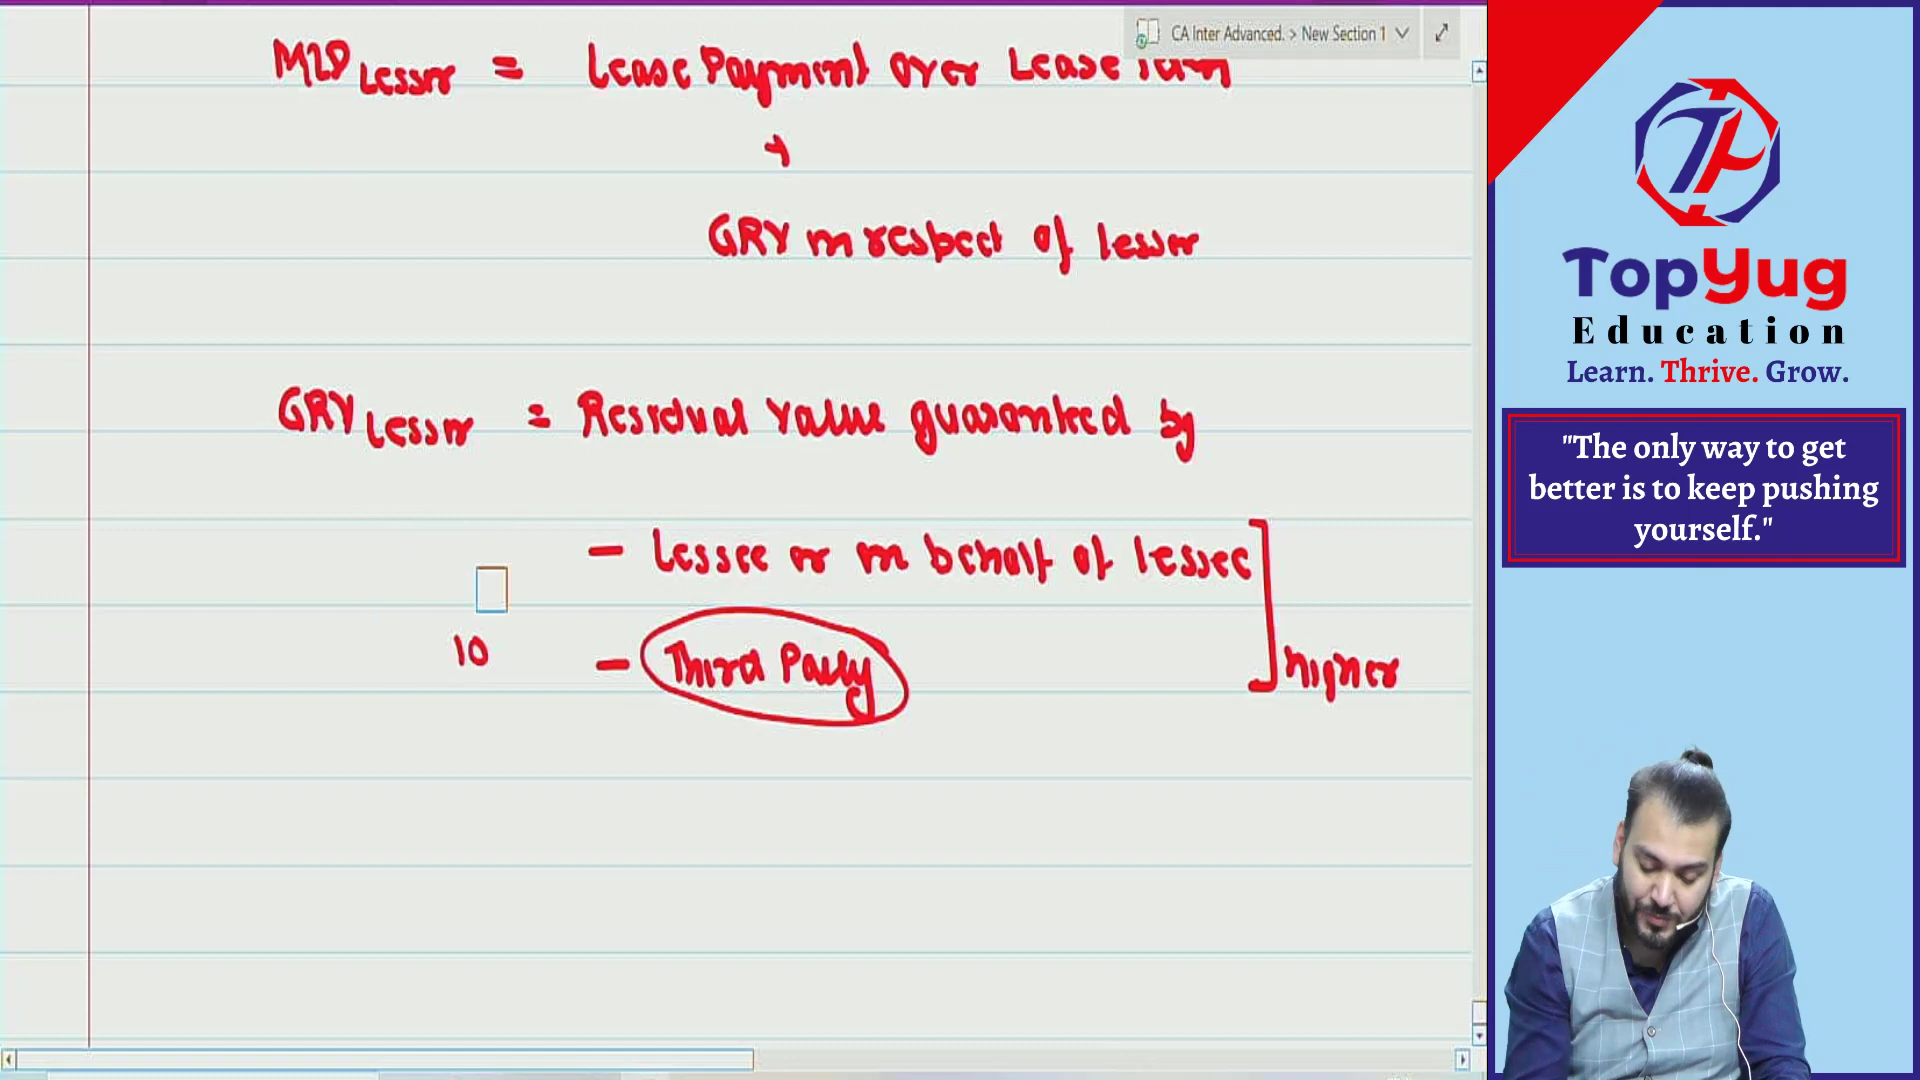 CA Inter Advanced. > New Section 1
MLP Lessor = Lease Payment over Lease Term
+
GRV in respect of lessor
GRV Lessor = Residual value guaranteed by
- Lessee or on behalf of lessee
10
- Third Party
higher
TopYug
Education
Learn. Thrive. Grow.
"The only way to get
better is to keep pushing
yourself."